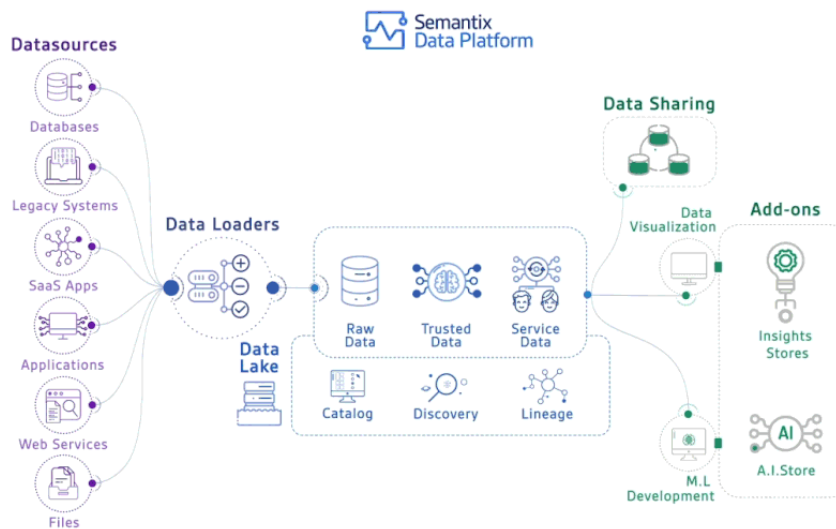 Semantix
Data Platform
Datasources
Databases
Legacy Systems
SaaS Apps
Applications
Web Services
Files
Data Loaders
Raw
Data
Trusted
Data
Service
Data
Data
Lake
Catalog
Discovery
Lineage
Data Sharing
Data
Visualization
M.L
Development
Add-ons
Insights
Stores
AI
A.I.Store